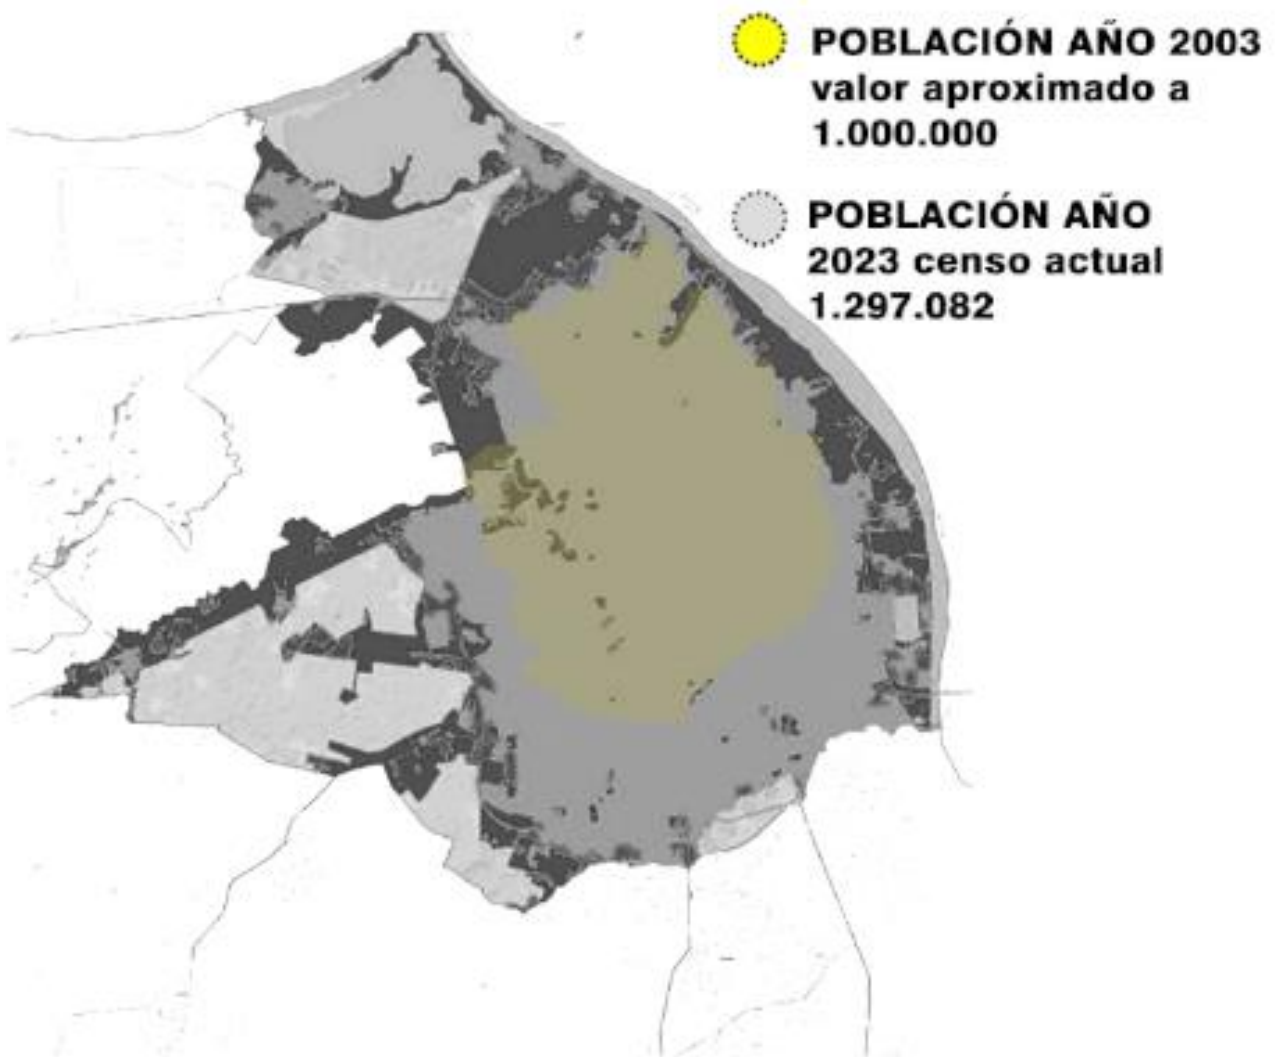 POBLACIÓN AÑO 2003
valor aproximado a
1.000.000
POBLACIÓN AÑO
2023 censo actual
1.297.082